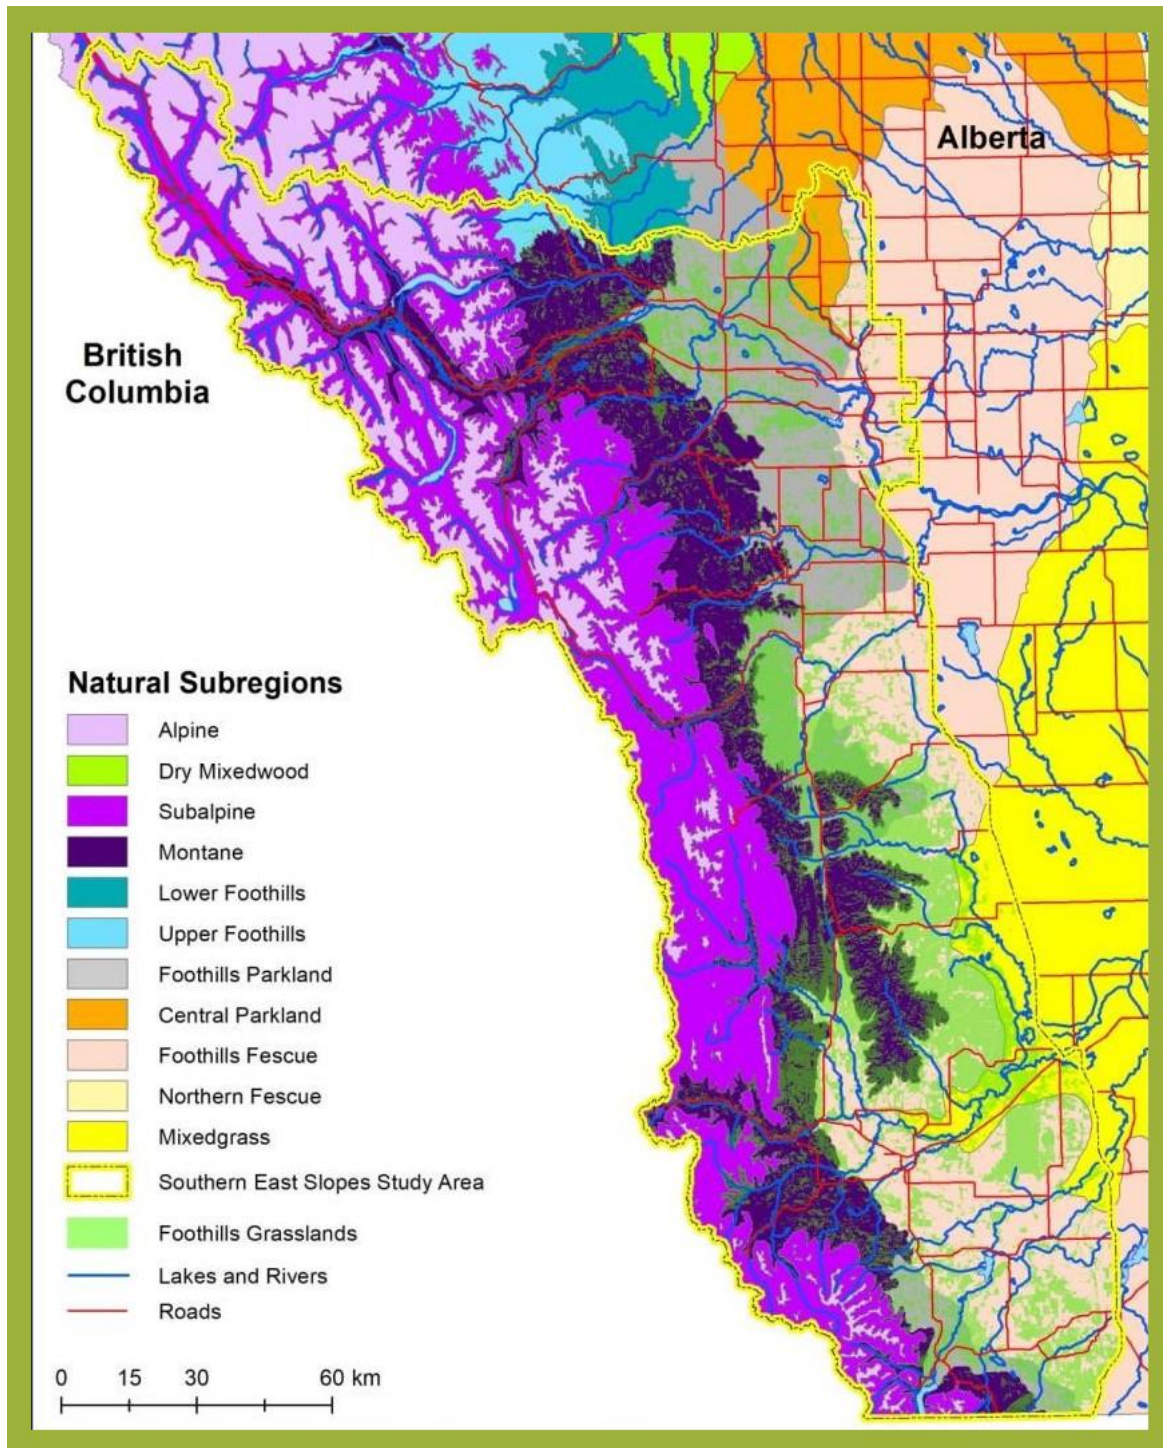 Alberta
British
Columbia
Natural Subregions
Alpine
Dry Mixedwood
Subalpine
Montane
Lower Foothills
Upper Foothills
Foothills Parkland
Central Parkland
Foothills Fescue
Northern Fescue
Mixedgrass
Southern East Slopes Study Area
Foothills Grasslands
Lakes and Rivers
Roads
0 15 30 60 km